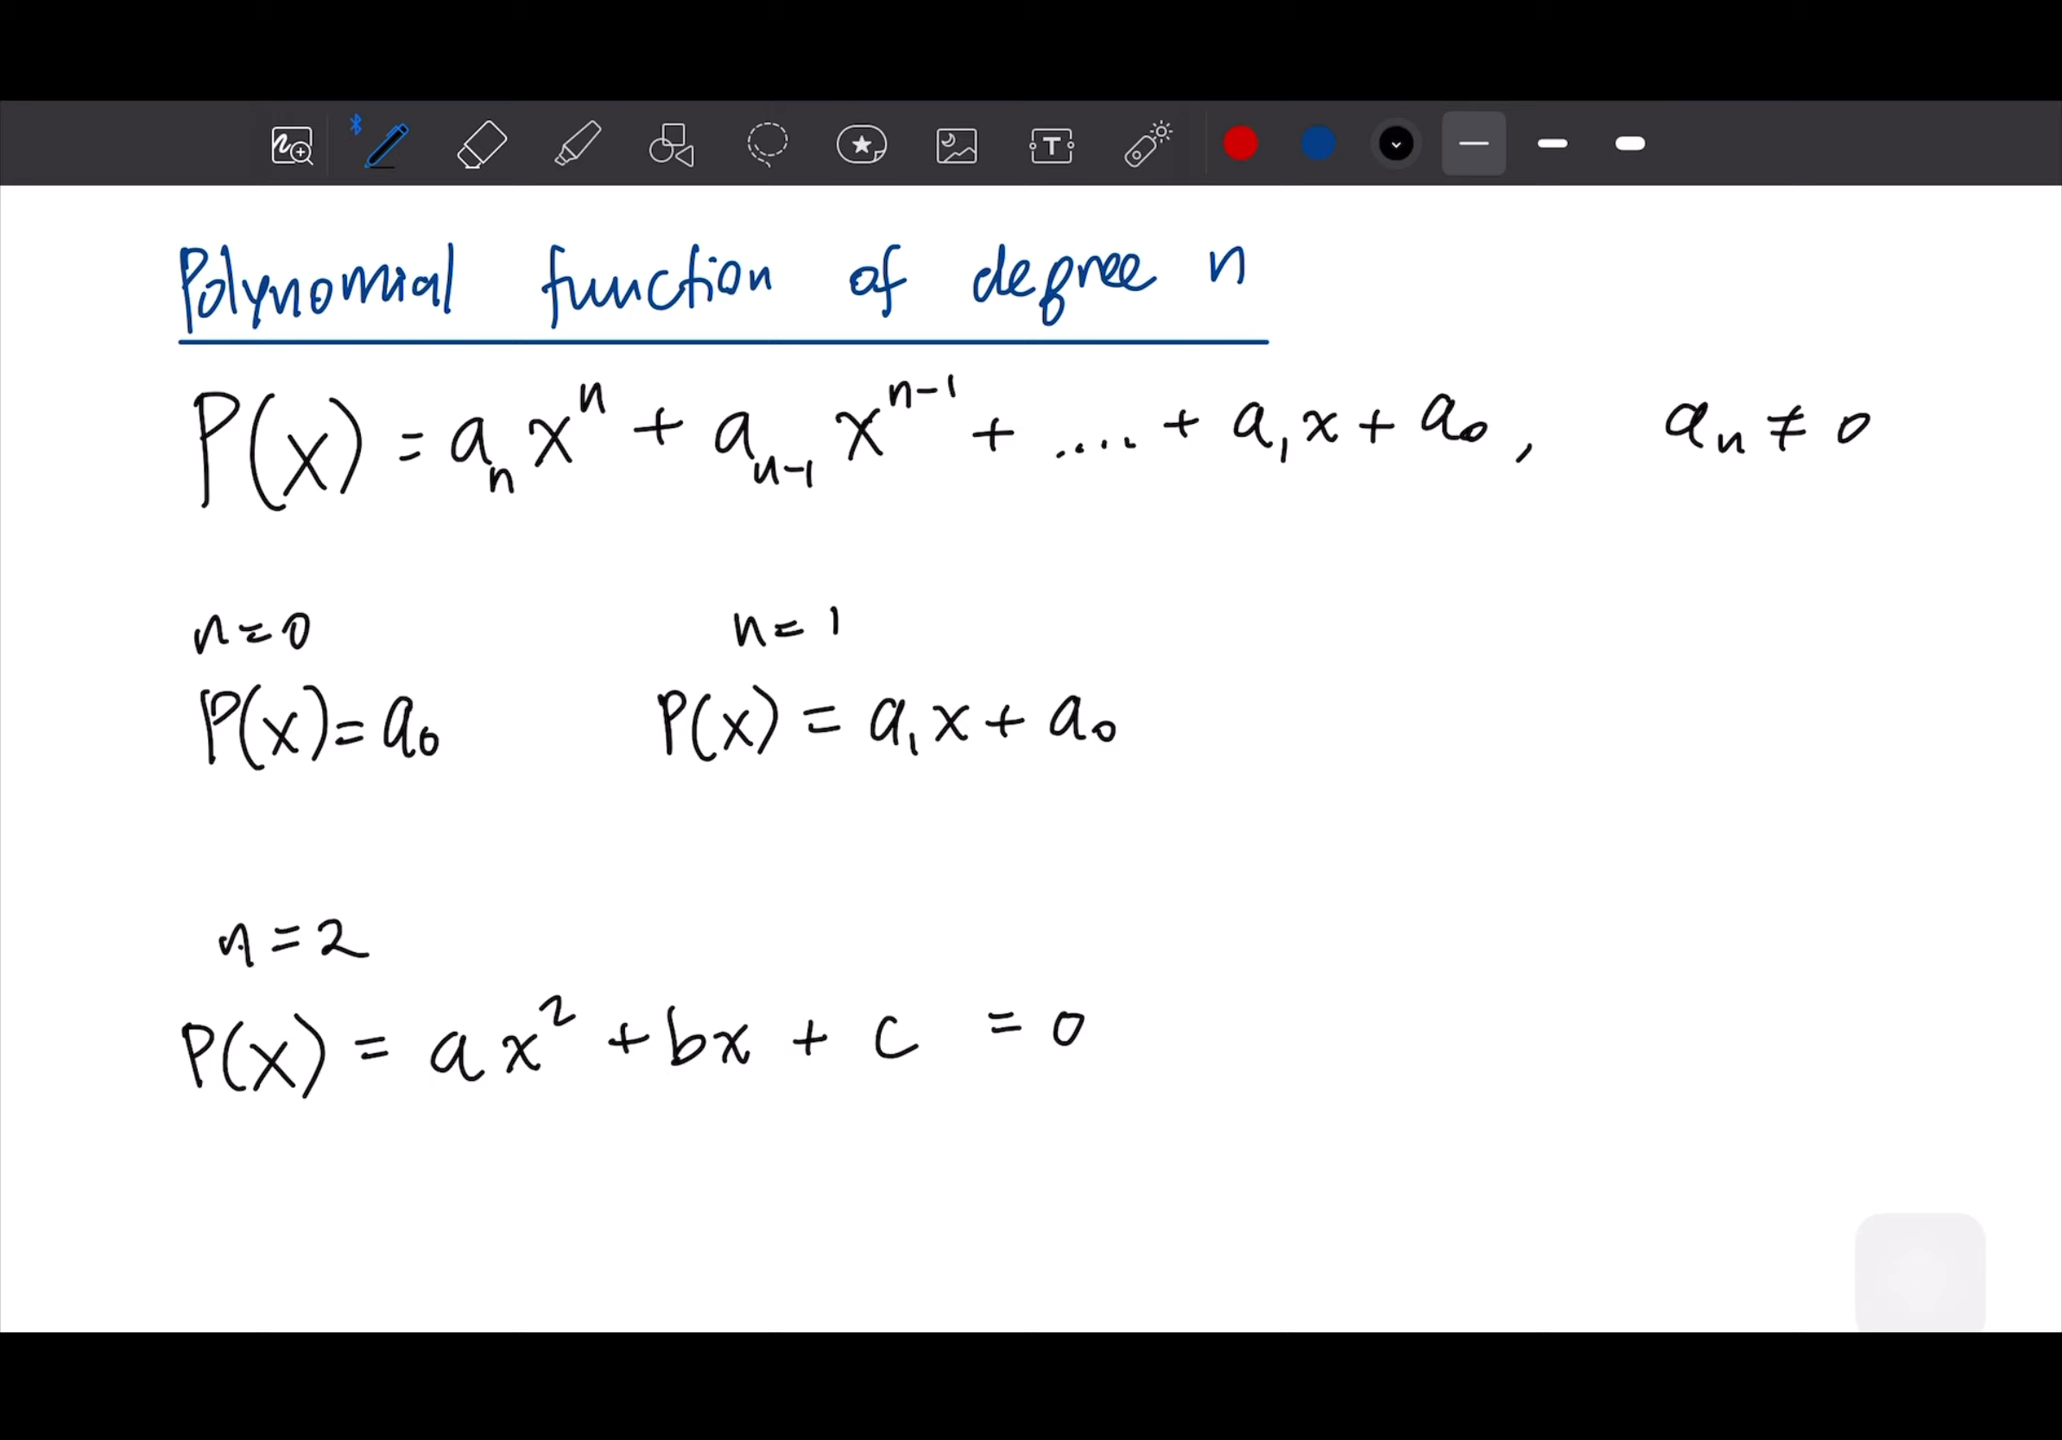 Polynomial function of degree n
P(x) = aₙxⁿ + aₙ₋₁xⁿ⁻¹ + .... + a₁x + a₀, aₙ ≠ 0
n=0 n=1
P(x)=a₀ P(x) = a₁x + a₀
n=2
P(x) = ax² + bx + c = 0